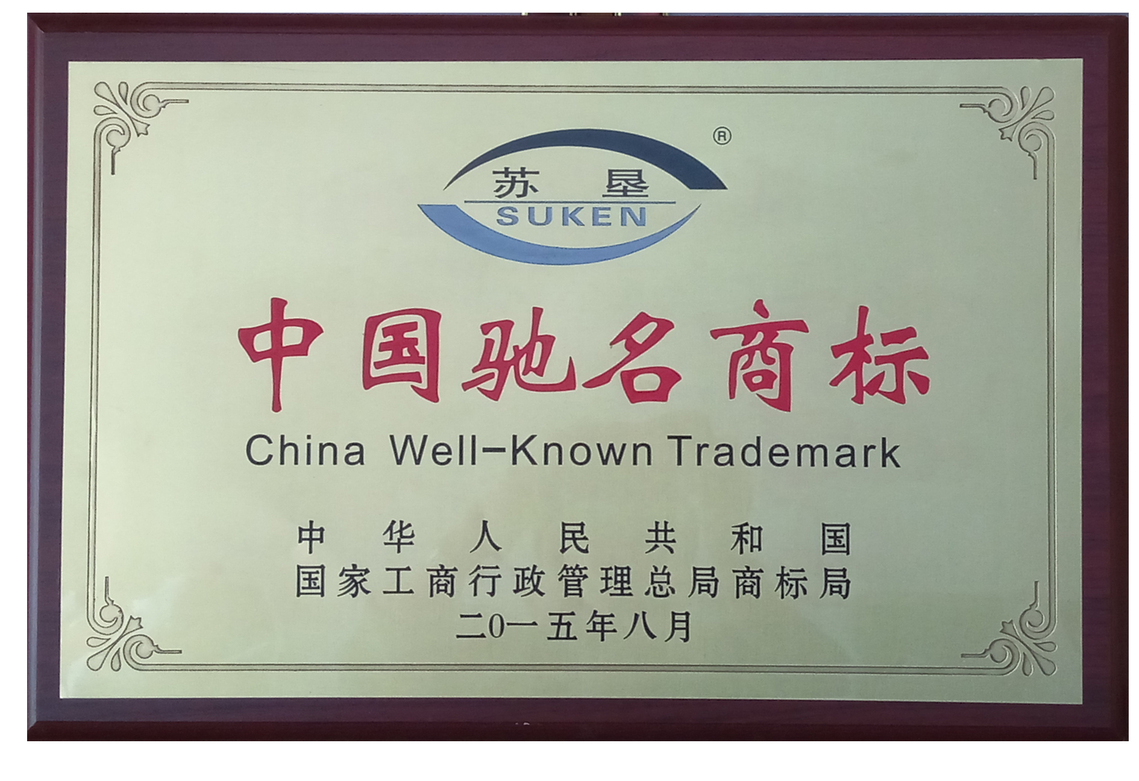 ®
苏 垦
SUKEN
中国驰名商标
China Well-Known Trademark
中华人民共和国
国家工商行政管理总局商标局
二0一五年八月